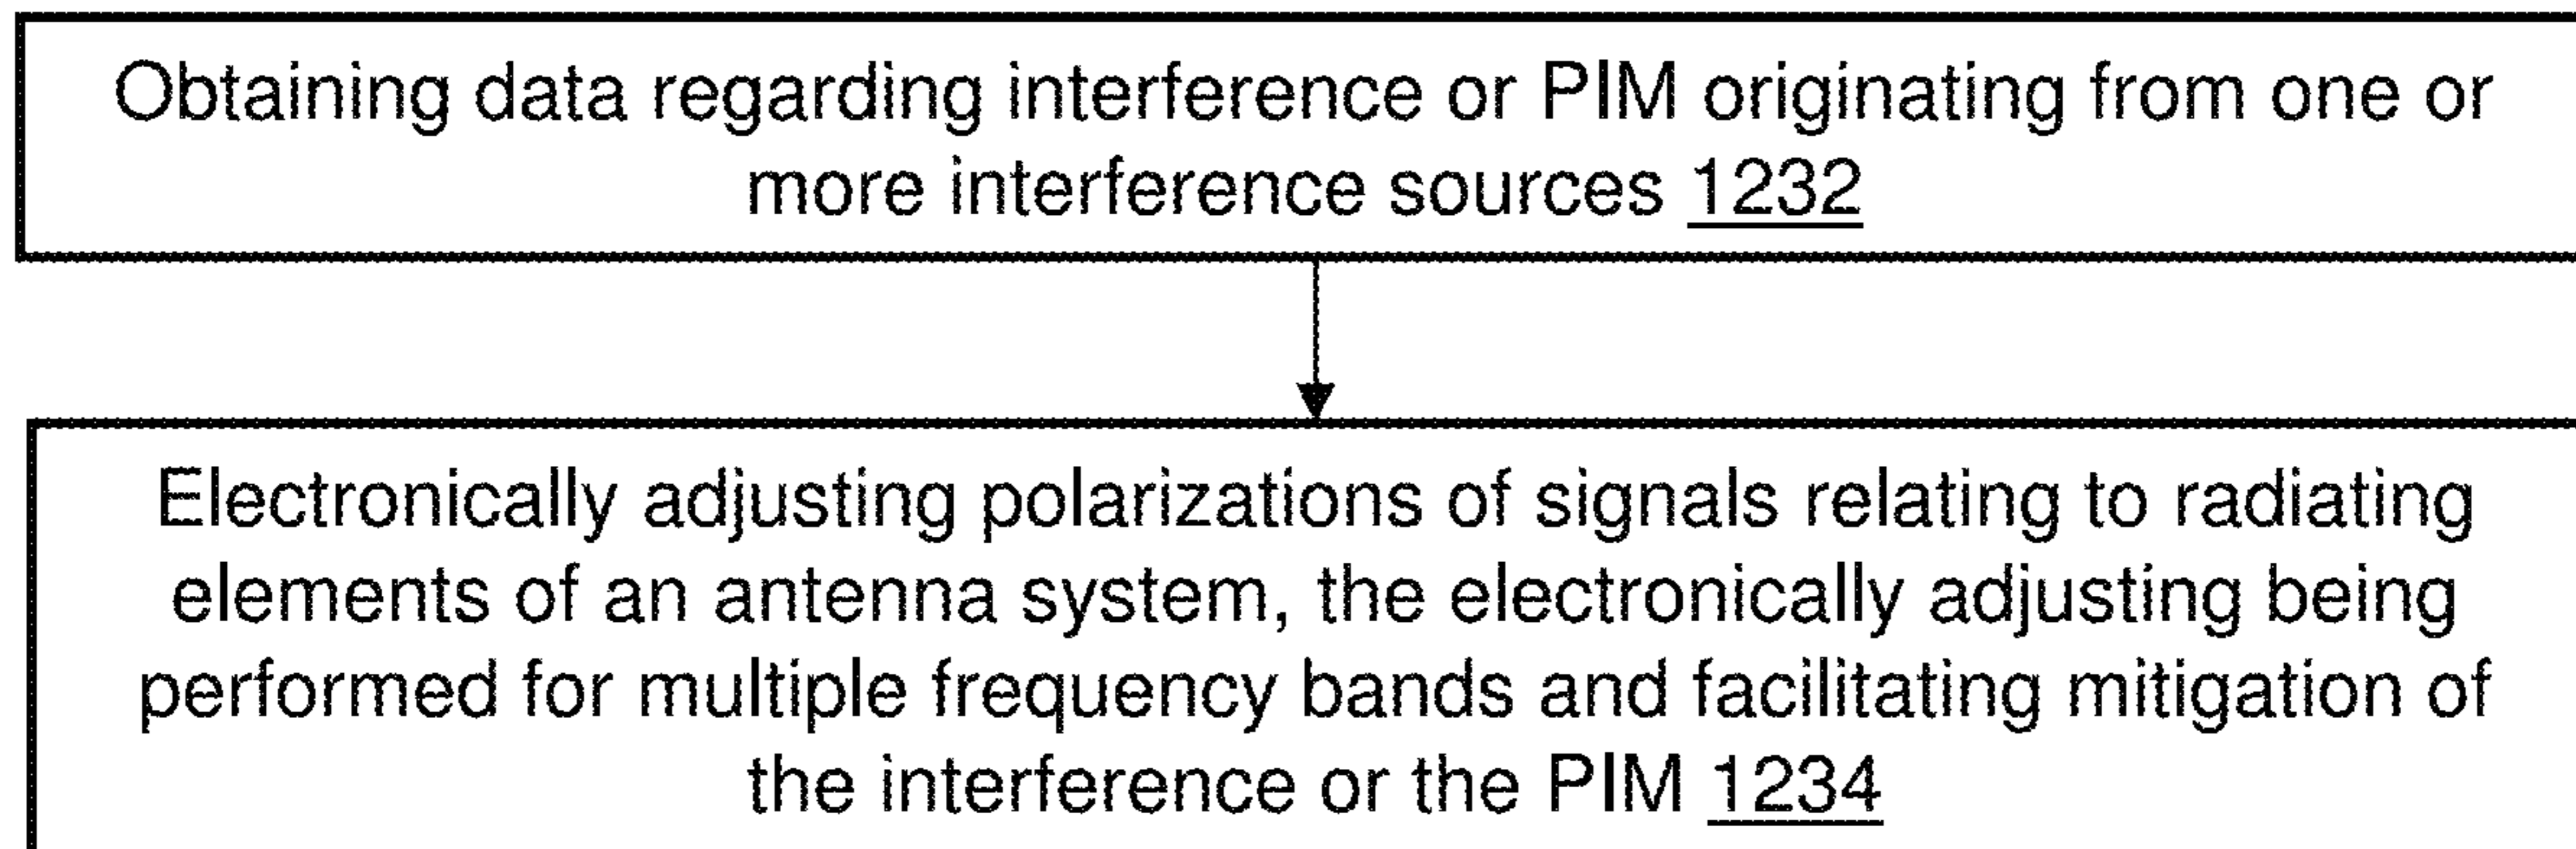 Obtaining data regarding interference or PIM originating from one or
more interference sources 1232
Electronically adjusting polarizations of signals relating to radiating
elements of an antenna system, the electronically adjusting being
performed for multiple frequency bands and facilitating mitigation of
the interference or the PIM 1234